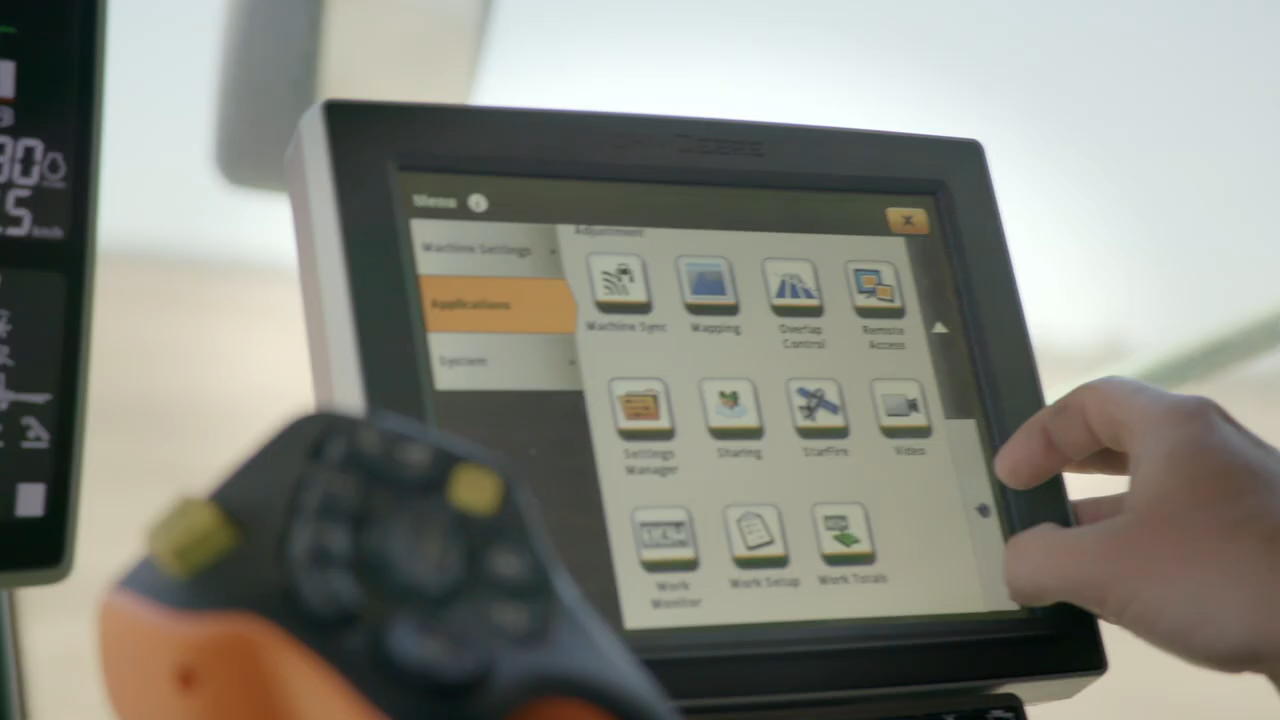 Menu
Machine Settings
Applications
System
Adjustment
Machine Sync
Mapping
Overlap
Control
Remote
Access
Settings
Manager
Sharing
StarFire
Video
Work
Monitor
Work Setup
Work Totals